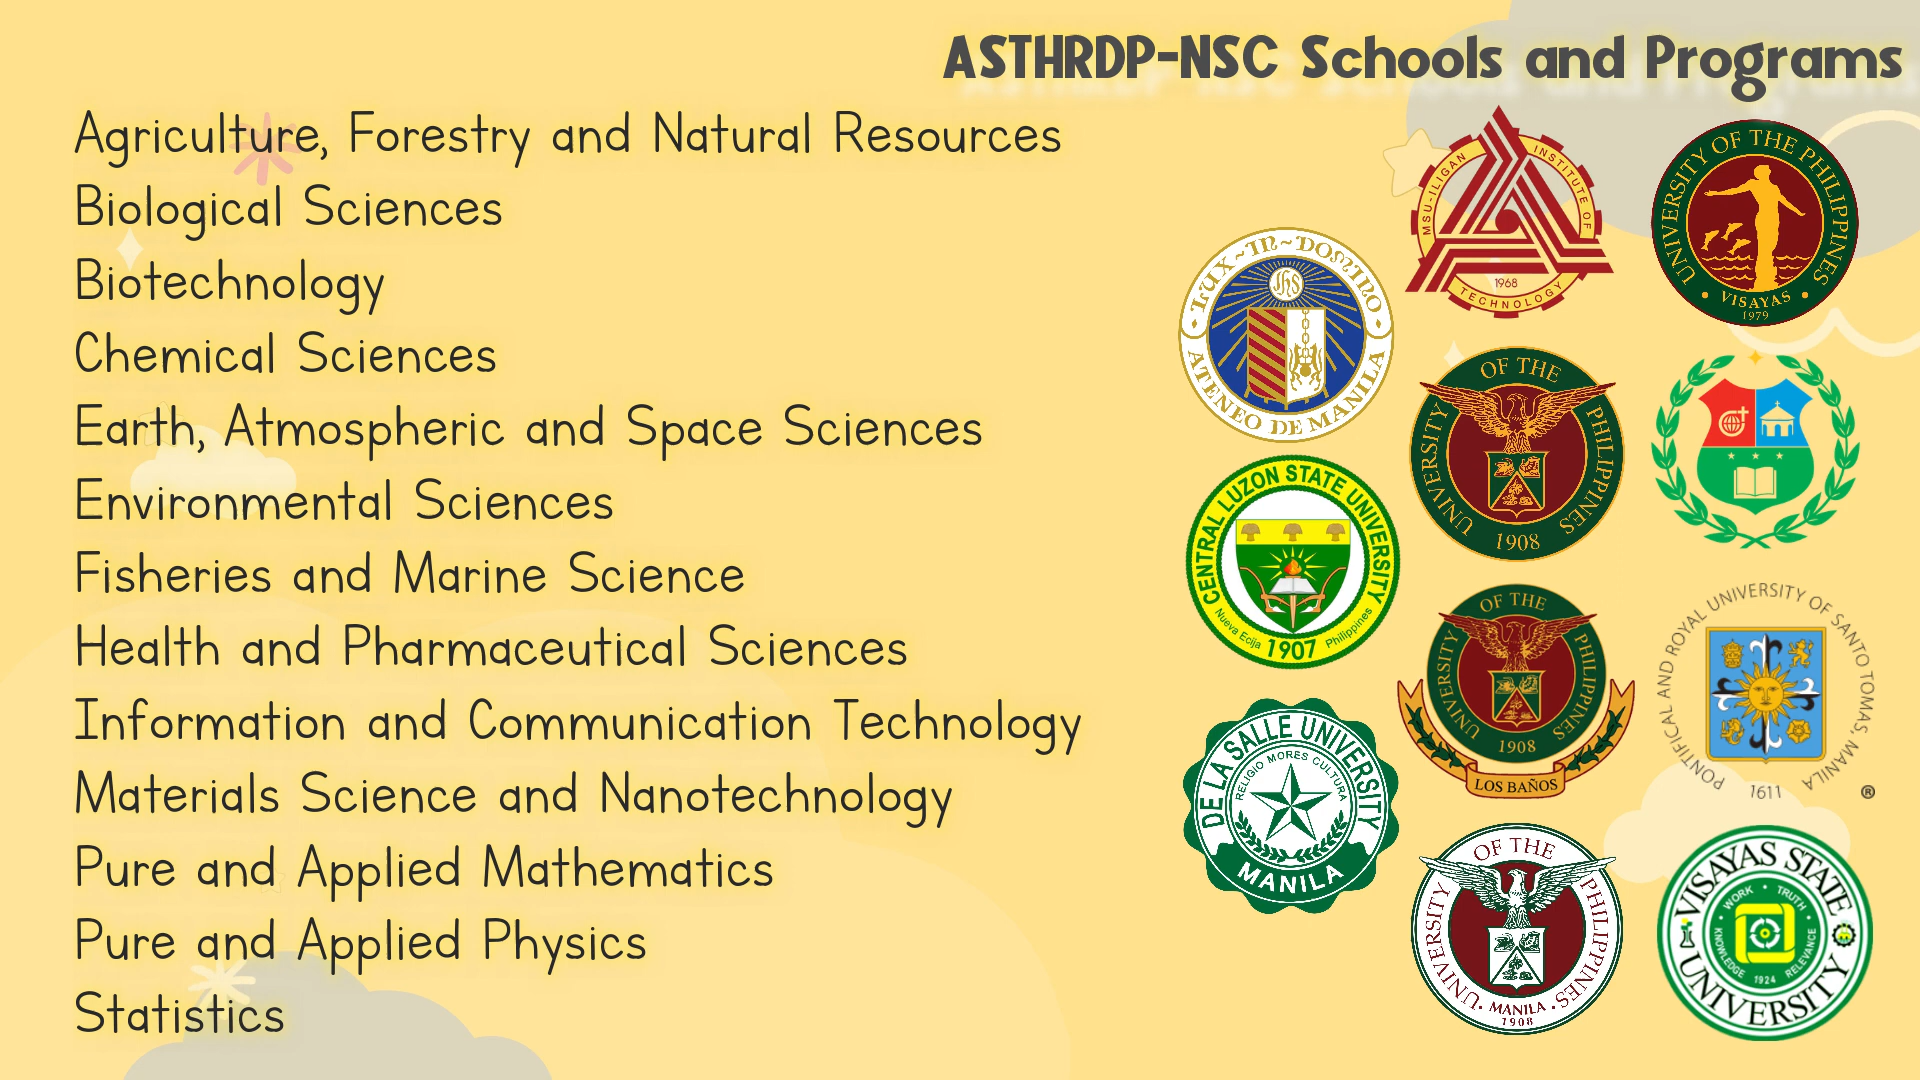 ASTHRDP-NSC Schools and Programs
Agriculture, Forestry and Natural Resources
Biological Sciences
Biotechnology
Chemical Sciences
Earth, Atmospheric and Space Sciences
Environmental Sciences
Fisheries and Marine Science
Health and Pharmaceutical Sciences
Information and Communication Technology
Materials Science and Nanotechnology
Pure and Applied Mathematics
Pure and Applied Physics
Statistics
LUX~IN~DOMINO
ATENEO DE MANILA
JHS
CENTRAL LUZON STATE UNIVERSITY
Nueva Ecija 1907 Philippines
DE LA SALLE UNIVERSITY
RELIGIO MORES CULTURA
MANILA
MSU-ILIGAN INSTITUTE OF
TECHNOLOGY
1968
UNIVERSITY OF THE PHILIPPINES
1908
UNIVERSITY OF THE PHILIPPINES
1908
LOS BAÑOS
UNIVERSITY OF THE PHILIPPINES
MANILA
1908
UNIVERSITY OF THE PHILIPPINES
VISAYAS
1979
PONTIFICAL AND ROYAL UNIVERSITY OF SANTO TOMAS, MANILA
1611
®
VISAYAS STATE
UNIVERSITY
WORK • TRUTH
KNOWLEDGE 1924 RELEVANCE